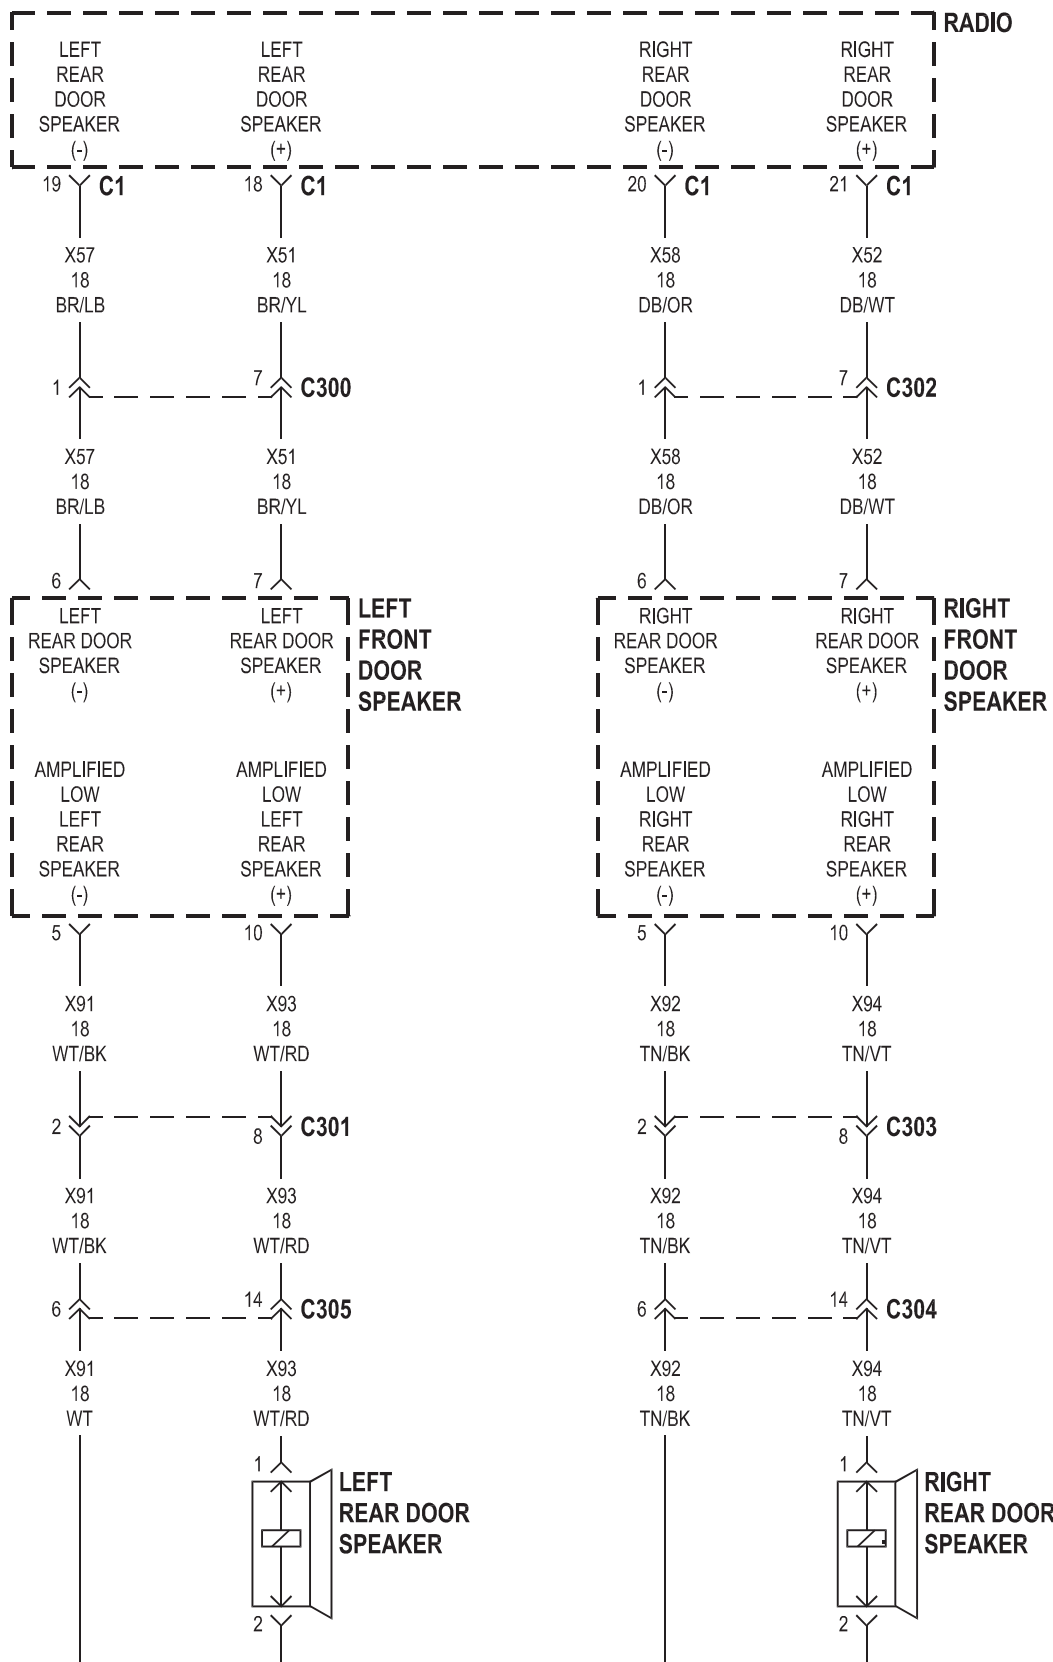 RADIO
LEFT
REAR
DOOR
SPEAKER
(-)
LEFT
REAR
DOOR
SPEAKER
(+)
RIGHT
REAR
DOOR
SPEAKER
(-)
RIGHT
REAR
DOOR
SPEAKER
(+)
19 C1
18 C1
20 C1
21 C1
X57
18
BR/LB
X51
18
BR/YL
X58
18
DB/OR
X52
18
DB/WT
1
7 C300
1
7 C302
X57
18
BR/LB
X51
18
BR/YL
X58
18
DB/OR
X52
18
DB/WT
6
7
6
7
LEFT
REAR DOOR
SPEAKER
(-)
LEFT
REAR DOOR
SPEAKER
(+)
LEFT
FRONT
DOOR
SPEAKER
RIGHT
REAR DOOR
SPEAKER
(-)
RIGHT
REAR DOOR
SPEAKER
(+)
RIGHT
FRONT
DOOR
SPEAKER
AMPLIFIED
LOW
LEFT
REAR
SPEAKER
(-)
AMPLIFIED
LOW
LEFT
REAR
SPEAKER
(+)
AMPLIFIED
LOW
RIGHT
REAR
SPEAKER
(-)
AMPLIFIED
LOW
RIGHT
REAR
SPEAKER
(+)
5
10
5
10
X91
18
WT/BK
X93
18
WT/RD
X92
18
TN/BK
X94
18
TN/VT
2
8 C301
2
8 C303
X91
18
WT/BK
X93
18
WT/RD
X92
18
TN/BK
X94
18
TN/VT
6
14 C305
6
14 C304
X91
18
WT
X93
18
WT/RD
X92
18
TN/BK
X94
18
TN/VT
1
LEFT
REAR DOOR
SPEAKER
2
1
RIGHT
REAR DOOR
SPEAKER
2